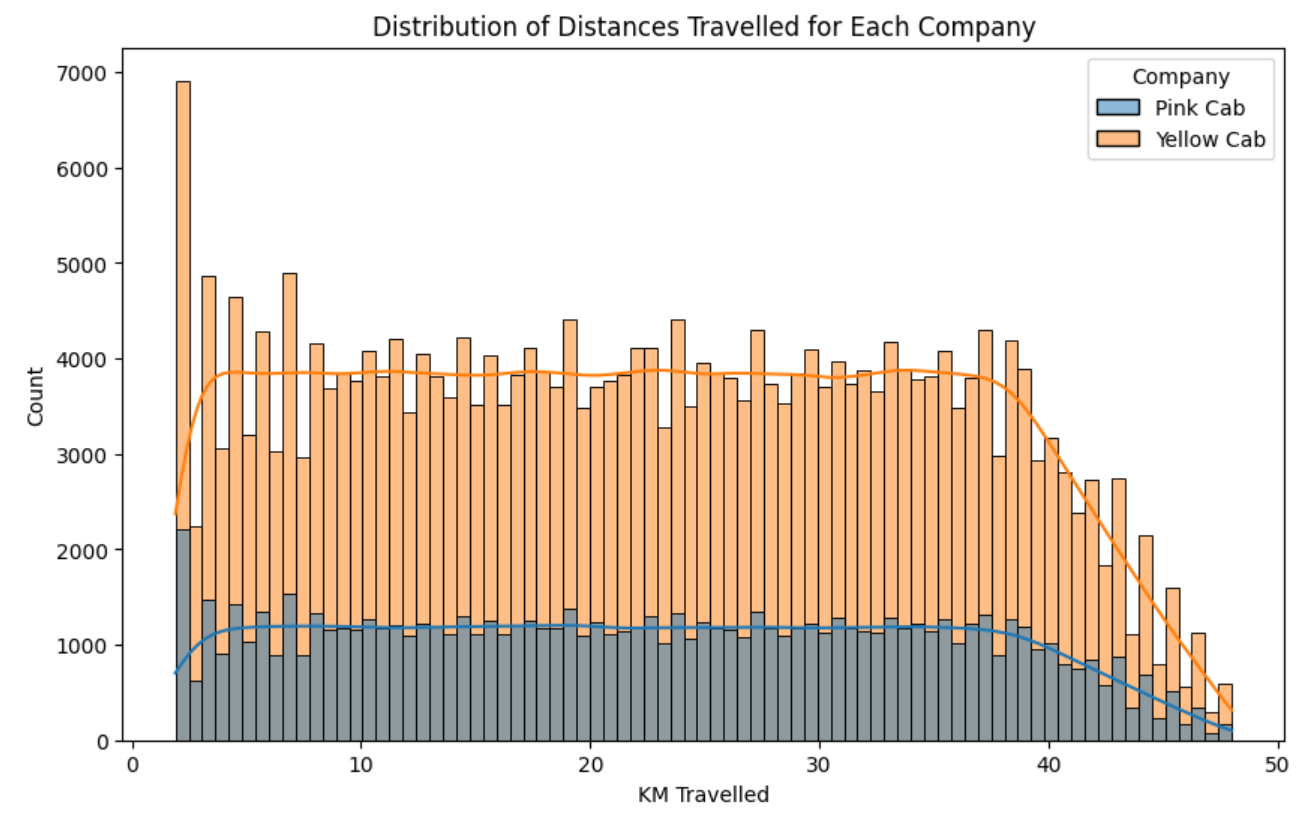 Distribution of Distances Travelled for Each Company
Company
Pink Cab
Yellow Cab
7000
6000
5000
4000
3000
2000
1000
0
Count
0 10 20 30 40 50
KM Travelled